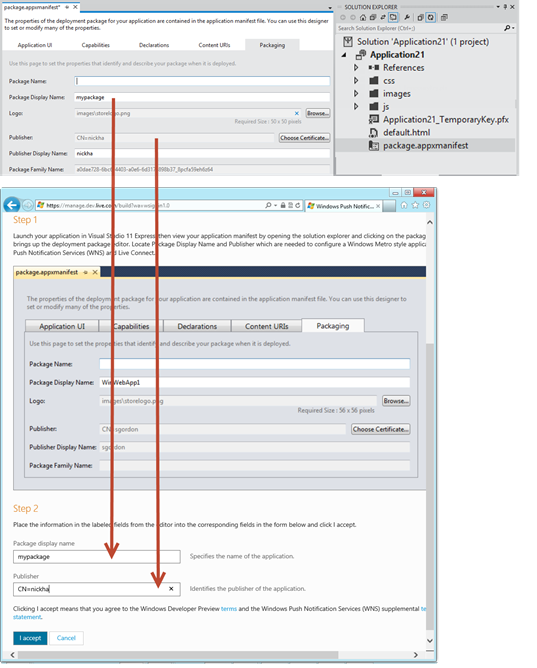 package.appxmanifest*
The properties of the deployment package for your application are contained in the application manifest file. You can use this designer
to set or modify many of the properties.
Application UI Capabilities Declarations Content URIs Packaging
Use this page to set the properties that identify and describe your package when it is deployed.
Package Name:
Package Display Name: mypackage
Logo: images\storelogo.png Browse...
Required Size : 50 x 50 pixels
Publisher: CN=nickha Choose Certificate...
Publisher Display Name: nickha
Package Family Name:
SOLUTION EXPLORER
Search Solution Explorer (Ctrl+;)
Solution 'Application21' (1 project)
Application21
References
css
images
js
Application21_TemporaryKey.pfx
default.html
package.appxmanifest
https://manage.dev.live.com/build?wa=wsignin1.0
Windows Push Notific...
Step 1
Launch your application in Visual Studio 11 Express, then view your application manifest by opening the solution explorer and clicking on the packag
brings up the deployment package editor. Locate Package Display Name and Publisher which are needed to configure a Windows Metro style applic
Push Notification Services (WNS) and Live Connect.
package.appxmanifest
The properties of the deployment package for your application are contained in the application manifest file. You can use this designer to
set or modify many of the properties.
Application UI Capabilities Declarations Content URIs Packaging
Use this page to set the properties that identify and describe your package when it is deployed.
Package Name:
Package Display Name:
Logo: images\storelogo.png Browse...
Required Size : 56 x 56 pixels
Publisher: sgordon Choose Certificate...
Publisher Display Name: sgordon
Package Family Name:
Step 2
Place the information in the labeled fields from the editor into the corresponding fields in the form below and click I accept.
Package display name
mypackage Specifies the name of the application.
Publisher
CN=nickha Identifies the publisher of the application.
Clicking I accept means that you agree to the Windows Developer Preview terms and the Windows Push Notification Services (WNS) supplemental te
statement.
I accept Cancel